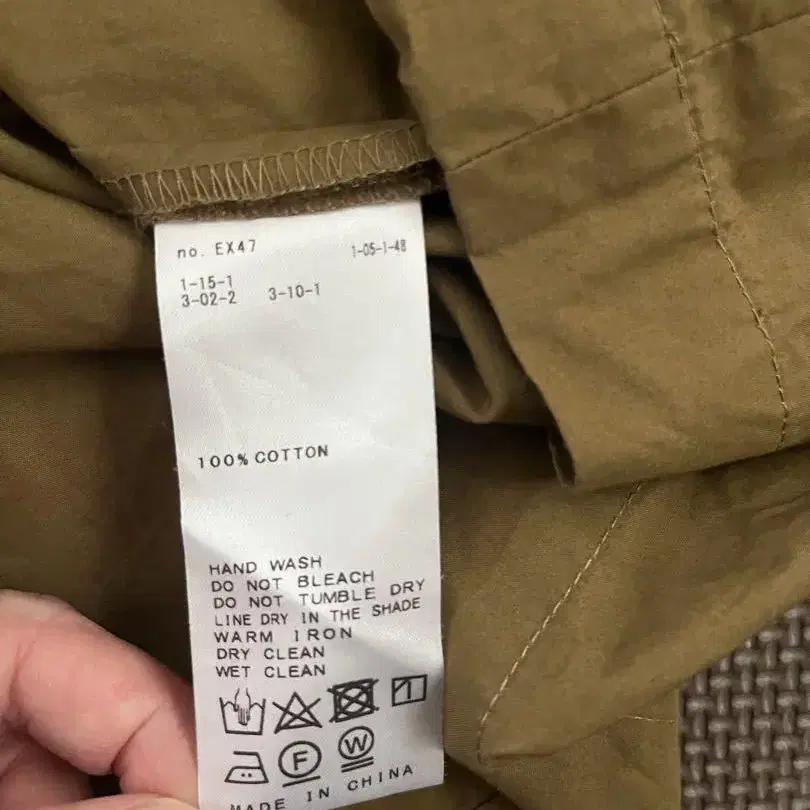 no. EX47 1-05-1-48
1-15-1
3-02-2 3-10-1
100% COTTON
HAND WASH
DO NOT BLEACH
DO NOT TUMBLE DRY
LINE DRY IN THE SHADE
WARM IRON
DRY CLEAN
WET CLEAN
F W
MADE IN CHINA